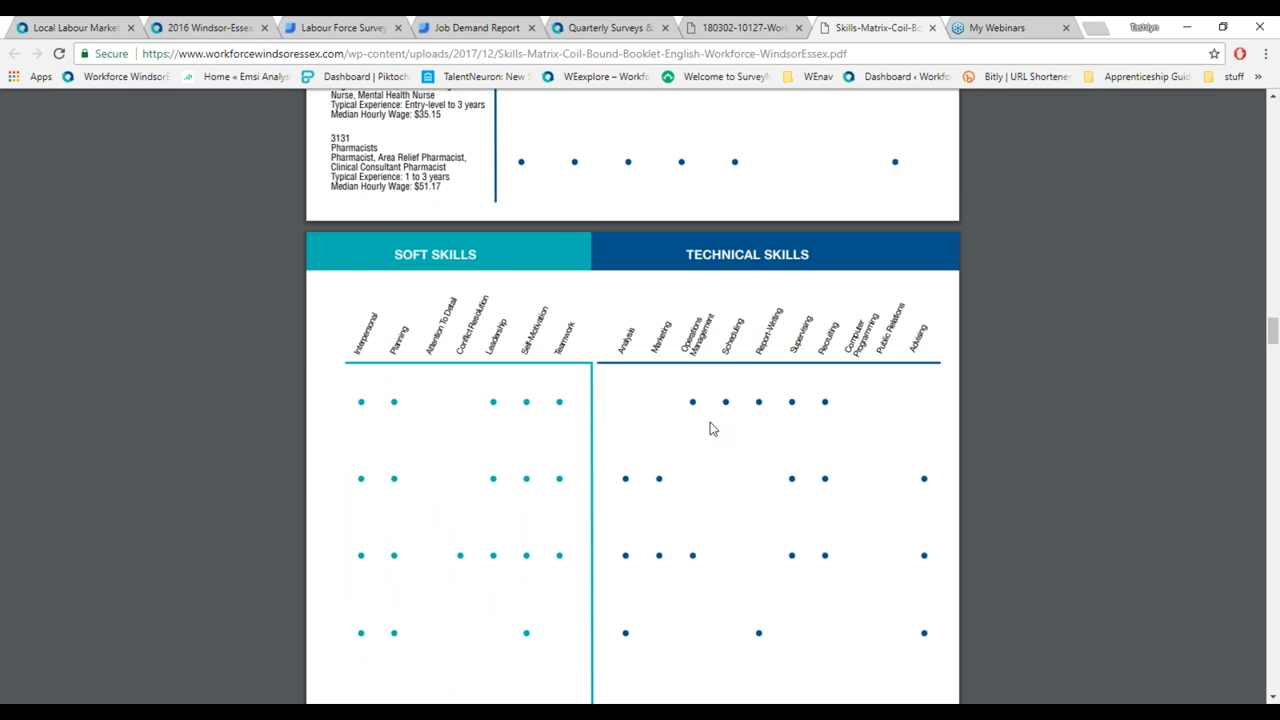 Local Labour Market
2016 Windsor-Essex
Labour Force Survey
Job Demand Report
Quarterly Surveys &
180302-10127-Work
Skills-Matrix-Coil-Bo
My Webinars
Tashlyn
Secure
https://www.workforcewindsoressex.com/wp-content/uploads/2017/12/Skills-Matrix-Coil-Bound-Booklet-English-Workforce-WindsorEssex.pdf
Apps
Workforce WindsorE
Home « Emsi Analys
Dashboard | Piktoch
TalentNeuron: New S
WEexplore – Workfo
Welcome to SurveyM
WEnav
Dashboard ‹ Workfo
Bitly | URL Shortener
Apprenticeship Guid
stuff
»
Nurse, Mental Health Nurse
Typical Experience: Entry-level to 3 years
Median Hourly Wage: $35.15
3131
Pharmacists
Pharmacist, Area Relief Pharmacist,
Clinical Consultant Pharmacist
Typical Experience: 1 to 3 years
Median Hourly Wage: $51.17
SOFT SKILLS
TECHNICAL SKILLS
Interpersonal
Planning
Attention To Detail
Conflict Resolution
Leadership
Self-Motivation
Teamwork
Analysis
Marketing
Operations
Management
Scheduling
Report-Writing
Supervising
Recruiting
Computer
Programming
Public Relations
Advising